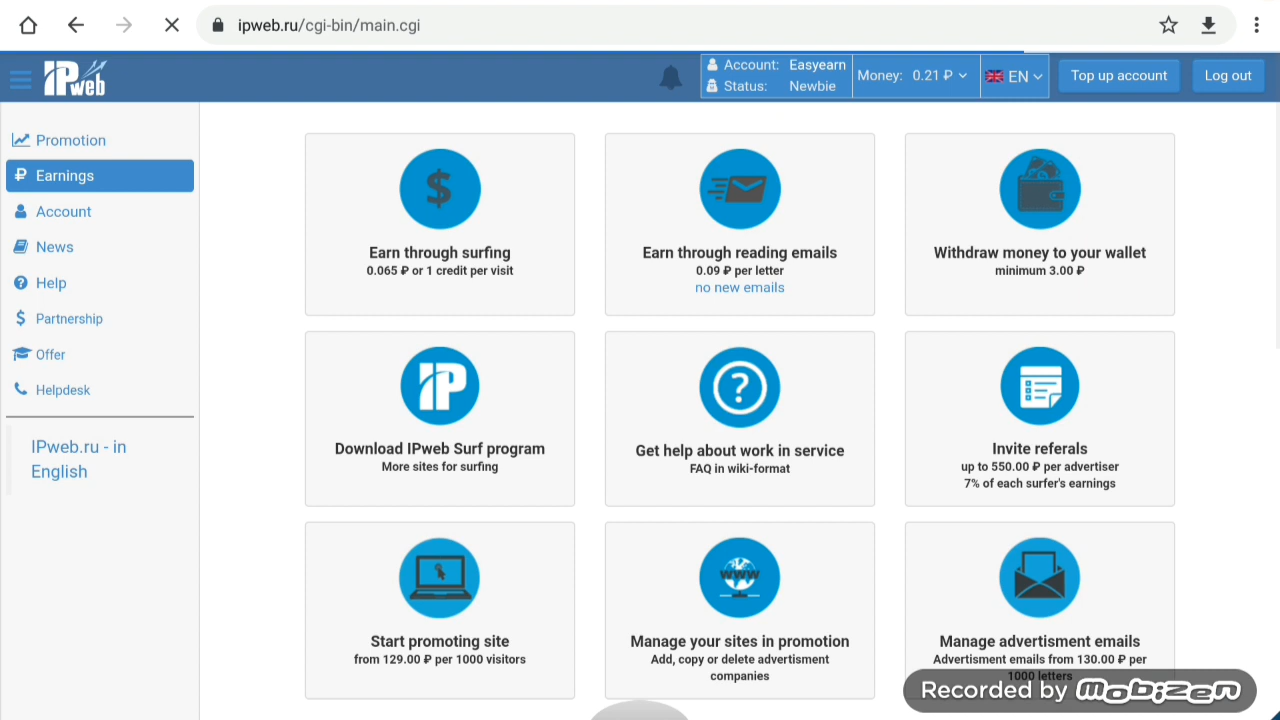 ipweb.ru/cgi-bin/main.cgi
IPweb
Account: Easyearn
Status: Newbie
Money: 0.21 ₽
EN
Top up account
Log out
Promotion
Earnings
Account
News
Help
Partnership
Offer
Helpdesk
IPweb.ru - in
English
$
Earn through surfing
0.065 ₽ or 1 credit per visit
Earn through reading emails
0.09 ₽ per letter
no new emails
Withdraw money to your wallet
minimum 3.00 ₽
IP
Download IPweb Surf program
More sites for surfing
?
Get help about work in service
FAQ in wiki-format
Invite referals
up to 550.00 ₽ per advertiser
7% of each surfer's earnings
Start promoting site
from 129.00 ₽ per 1000 visitors
www
Manage your sites in promotion
Add, copy or delete advertisment
companies
Manage advertisment emails
Advertisment emails from 130.00 ₽ per
1000 letters
Recorded by Mobizen